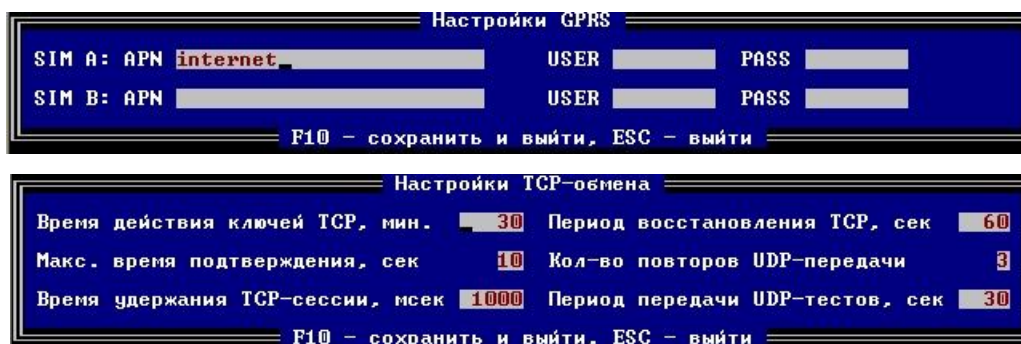 Настройки GPRS
SIM A: APN internet_ USER PASS
SIM B: APN USER PASS
F10 - сохранить и выйти, ESC - выйти
Настройки TCP-обмена
Время действия ключей TCP, мин. 30 Период восстановления TCP, сек 60
Макс. время подтверждения, сек 10 Кол-во повторов UDP-передачи 3
Время удержания TCP-сессии, мсек 1000 Период передачи UDP-тестов, сек 30
F10 - сохранить и выйти, ESC - выйти